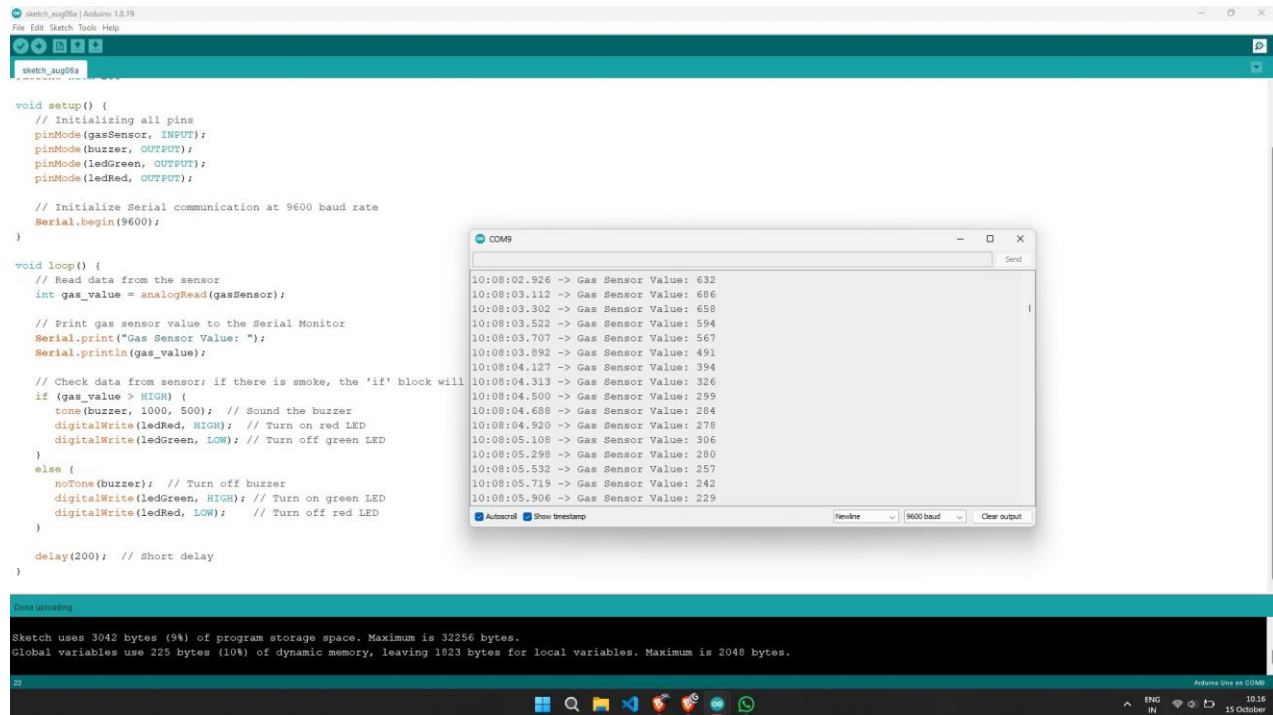 sketch_aug06a | Arduino 1.8.19
File Edit Sketch Tools Help
sketch_aug06a
void setup() {
// Initializing all pins
pinMode(gasSensor, INPUT);
pinMode(buzzer, OUTPUT);
pinMode(ledGreen, OUTPUT);
pinMode(ledRed, OUTPUT);
// Initialize Serial communication at 9600 baud rate
Serial.begin(9600);
}
void loop() {
// Read data from the sensor
int gas_value = analogRead(gasSensor);
// Print gas sensor value to the Serial Monitor
Serial.print("Gas Sensor Value: ");
Serial.println(gas_value);
// Check data from sensor; if there is smoke, the 'if' block will
if (gas_value > HIGH) {
tone(buzzer, 1000, 500); // Sound the buzzer
digitalWrite(ledRed, HIGH); // Turn on red LED
digitalWrite(ledGreen, LOW); // Turn off green LED
}
else {
noTone(buzzer); // Turn off buzzer
digitalWrite(ledGreen, HIGH); // Turn on green LED
digitalWrite(ledRed, LOW); // Turn off red LED
}
delay(200); // Short delay
}
COM9
Send
10:08:02.926 -> Gas Sensor Value: 632
10:08:03.112 -> Gas Sensor Value: 686
10:08:03.302 -> Gas Sensor Value: 658
10:08:03.522 -> Gas Sensor Value: 594
10:08:03.707 -> Gas Sensor Value: 567
10:08:03.892 -> Gas Sensor Value: 491
10:08:04.127 -> Gas Sensor Value: 394
10:08:04.313 -> Gas Sensor Value: 326
10:08:04.500 -> Gas Sensor Value: 299
10:08:04.688 -> Gas Sensor Value: 284
10:08:04.920 -> Gas Sensor Value: 278
10:08:05.108 -> Gas Sensor Value: 306
10:08:05.298 -> Gas Sensor Value: 280
10:08:05.532 -> Gas Sensor Value: 257
10:08:05.719 -> Gas Sensor Value: 242
10:08:05.906 -> Gas Sensor Value: 229
Autoscroll Show timestamp Newline 9600 baud Clear output
Done uploading.
Sketch uses 3042 bytes (9%) of program storage space. Maximum is 32256 bytes.
Global variables use 225 bytes (10%) of dynamic memory, leaving 1823 bytes for local variables. Maximum is 2048 bytes.
22 Arduino Uno on COM9
ENG 10.16
IN 15 October